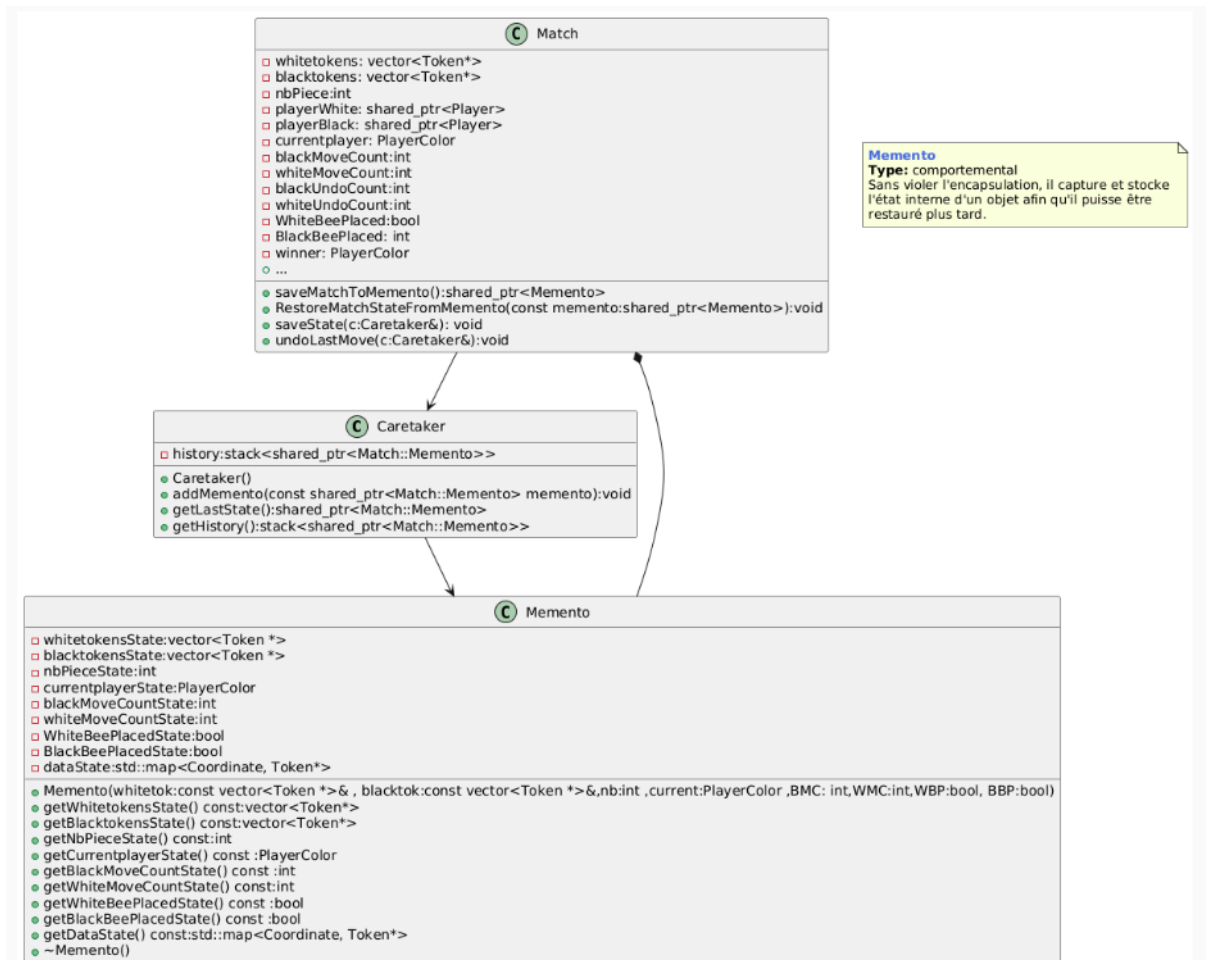 C Match
whitetokens: vector<Token*>
blacktokens: vector<Token*>
nbPiece:int
playerWhite: shared_ptr<Player>
playerBlack: shared_ptr<Player>
currentplayer: PlayerColor
blackMoveCount:int
whiteMoveCount:int
blackUndoCount:int
whiteUndoCount:int
WhiteBeePlaced:bool
BlackBeePlaced: int
winner: PlayerColor
...
saveMatchToMemento():shared_ptr<Memento>
RestoreMatchStateFromMemento(const memento:shared_ptr<Memento>):void
saveState(c:Caretaker&): void
undoLastMove(c:Caretaker&):void
Memento
Type: comportemental
Sans violer l'encapsulation, il capture et stocke
l'état interne d'un objet afin qu'il puisse être
restauré plus tard.
C Caretaker
history:stack<shared_ptr<Match::Memento>>
Caretaker()
addMemento(const shared_ptr<Match::Memento> memento):void
getLastState():shared_ptr<Match::Memento>
getHistory():stack<shared_ptr<Match::Memento>>
C Memento
whitetokensState:vector<Token *>
blacktokensState:vector<Token *>
nbPieceState:int
currentplayerState:PlayerColor
blackMoveCountState:int
whiteMoveCountState:int
WhiteBeePlacedState:bool
BlackBeePlacedState:bool
dataState:std::map<Coordinate, Token*>
Memento(whitetok:const vector<Token *>& , blacktok:const vector<Token *>&,nb:int ,current:PlayerColor ,BMC: int,WMC:int,WBP:bool, BBP:bool)
getWhitetokensState() const:vector<Token*>
getBlacktokensState() const:vector<Token*>
getNbPieceState() const:int
getCurrentplayerState() const :PlayerColor
getBlackMoveCountState() const :int
getWhiteMoveCountState() const:int
getWhiteBeePlacedState() const :bool
getBlackBeePlacedState() const :bool
getDataState() const:std::map<Coordinate, Token*>
~Memento()